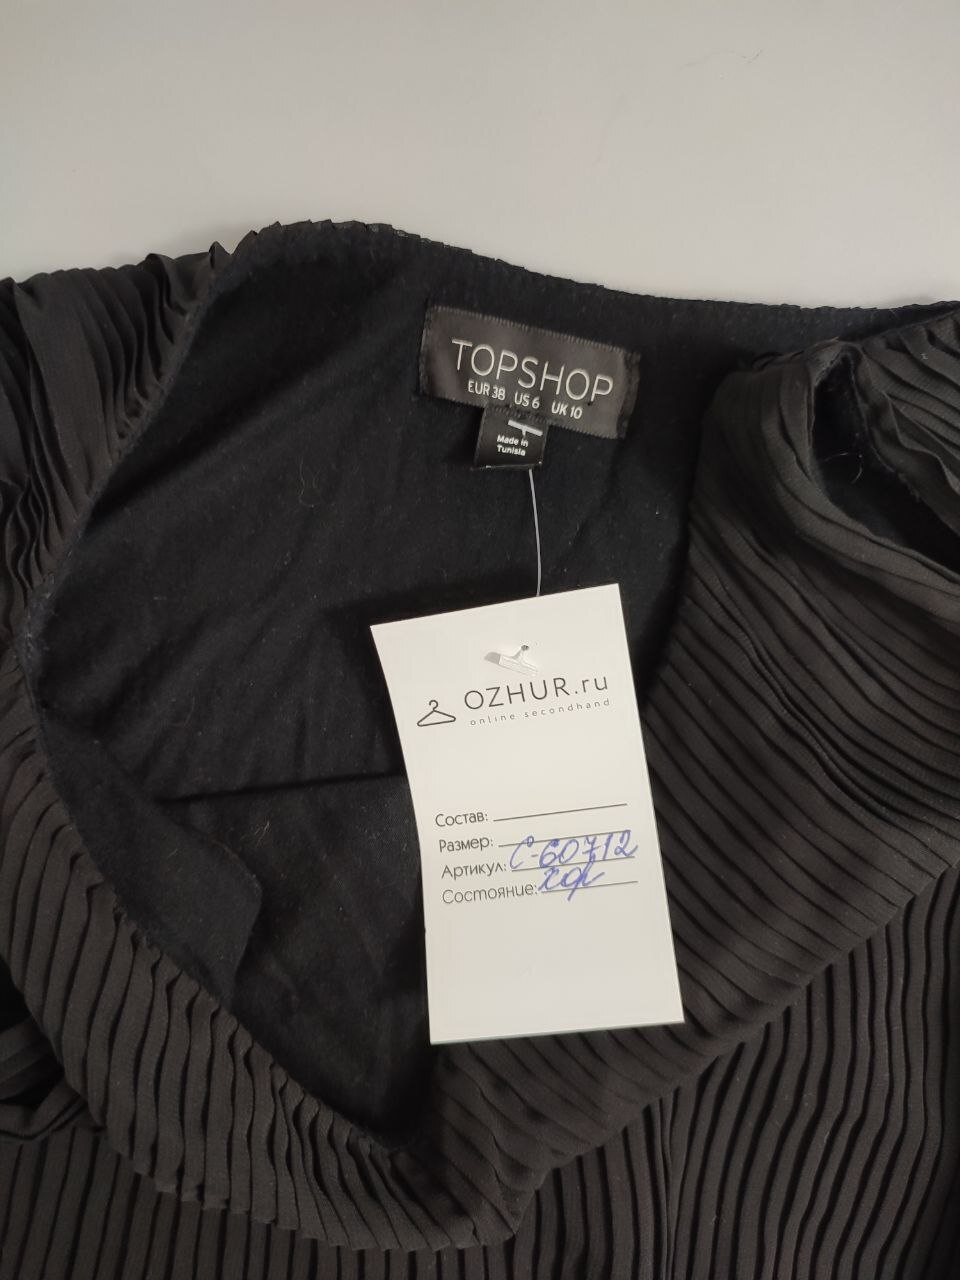 TOPSHOP
EUR 38 US 6 UK 10
Made in
Tunisia
OZHUR.ru
online secondhand
Состав:
Размер:
Артикул: С-60712
Состояние: хор